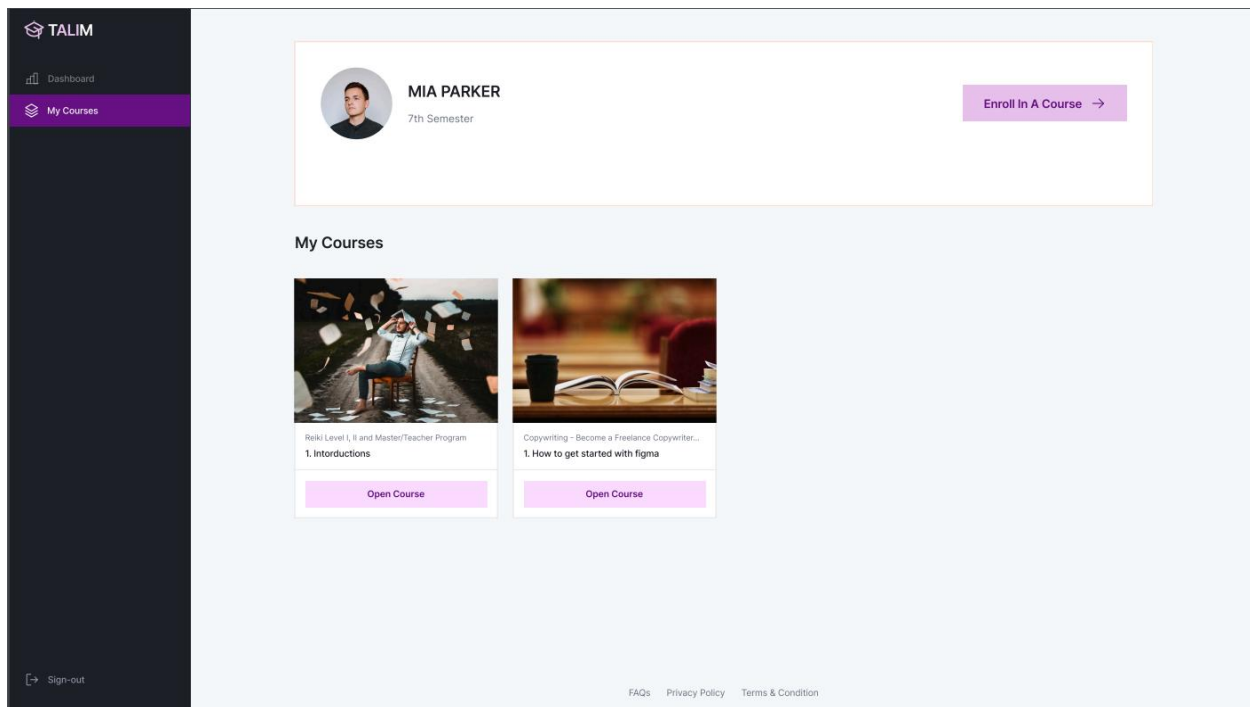 TALIM
Dashboard
My Courses
Sign-out
MIA PARKER
7th Semester
Enroll In A Course
My Courses
Reiki Level I, II and Master/Teacher Program
1. Intorductions
Open Course
Copywriting - Become a Freelance Copywriter...
1. How to get started with figma
Open Course
FAQs Privacy Policy Terms & Condition